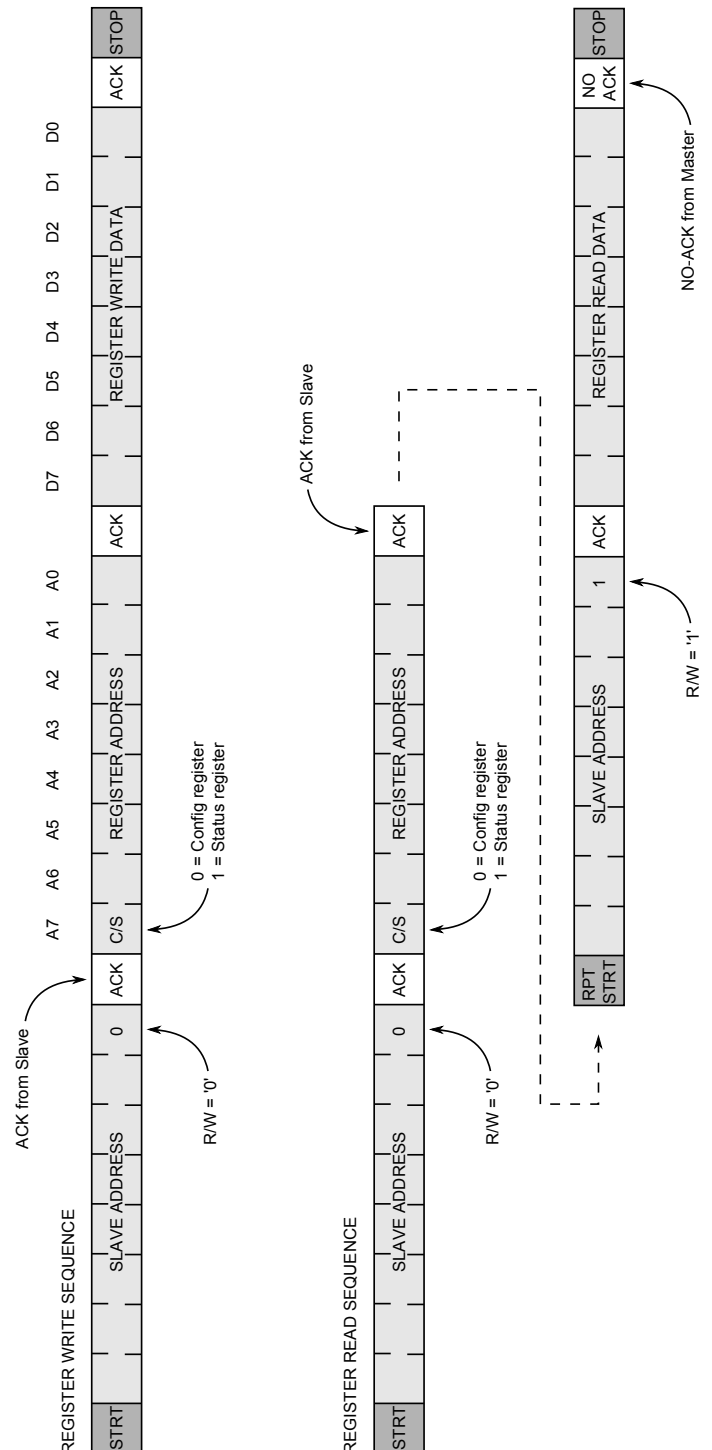 REGISTER WRITE SEQUENCE
ACK from Slave
A7 A6 A5 A4 A3 A2 A1 A0 D7 D6 D5 D4 D3 D2 D1 D0
STRT SLAVE ADDRESS 0 ACK C/S REGISTER ADDRESS ACK REGISTER WRITE DATA ACK STOP
R/W = '0'
0 = Config register
1 = Status register
REGISTER READ SEQUENCE
ACK from Slave
STRT SLAVE ADDRESS 0 ACK C/S REGISTER ADDRESS ACK
R/W = '0'
0 = Config register
1 = Status register
RPT
STRT
SLAVE ADDRESS 1 ACK REGISTER READ DATA
NO
ACK
STOP
R/W = '1'
NO-ACK from Master